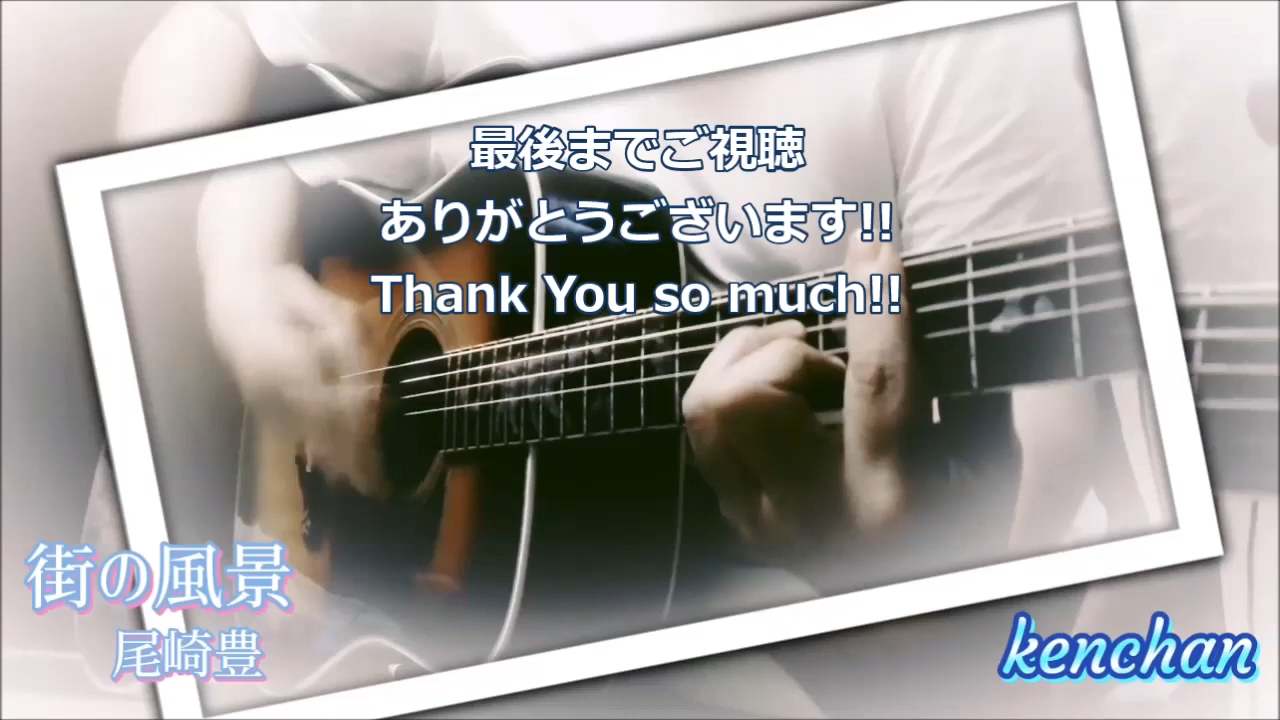 最後までご視聴
ありがとうございます!!
Thank You so much!!
街の風景
尾崎豊
kenchan